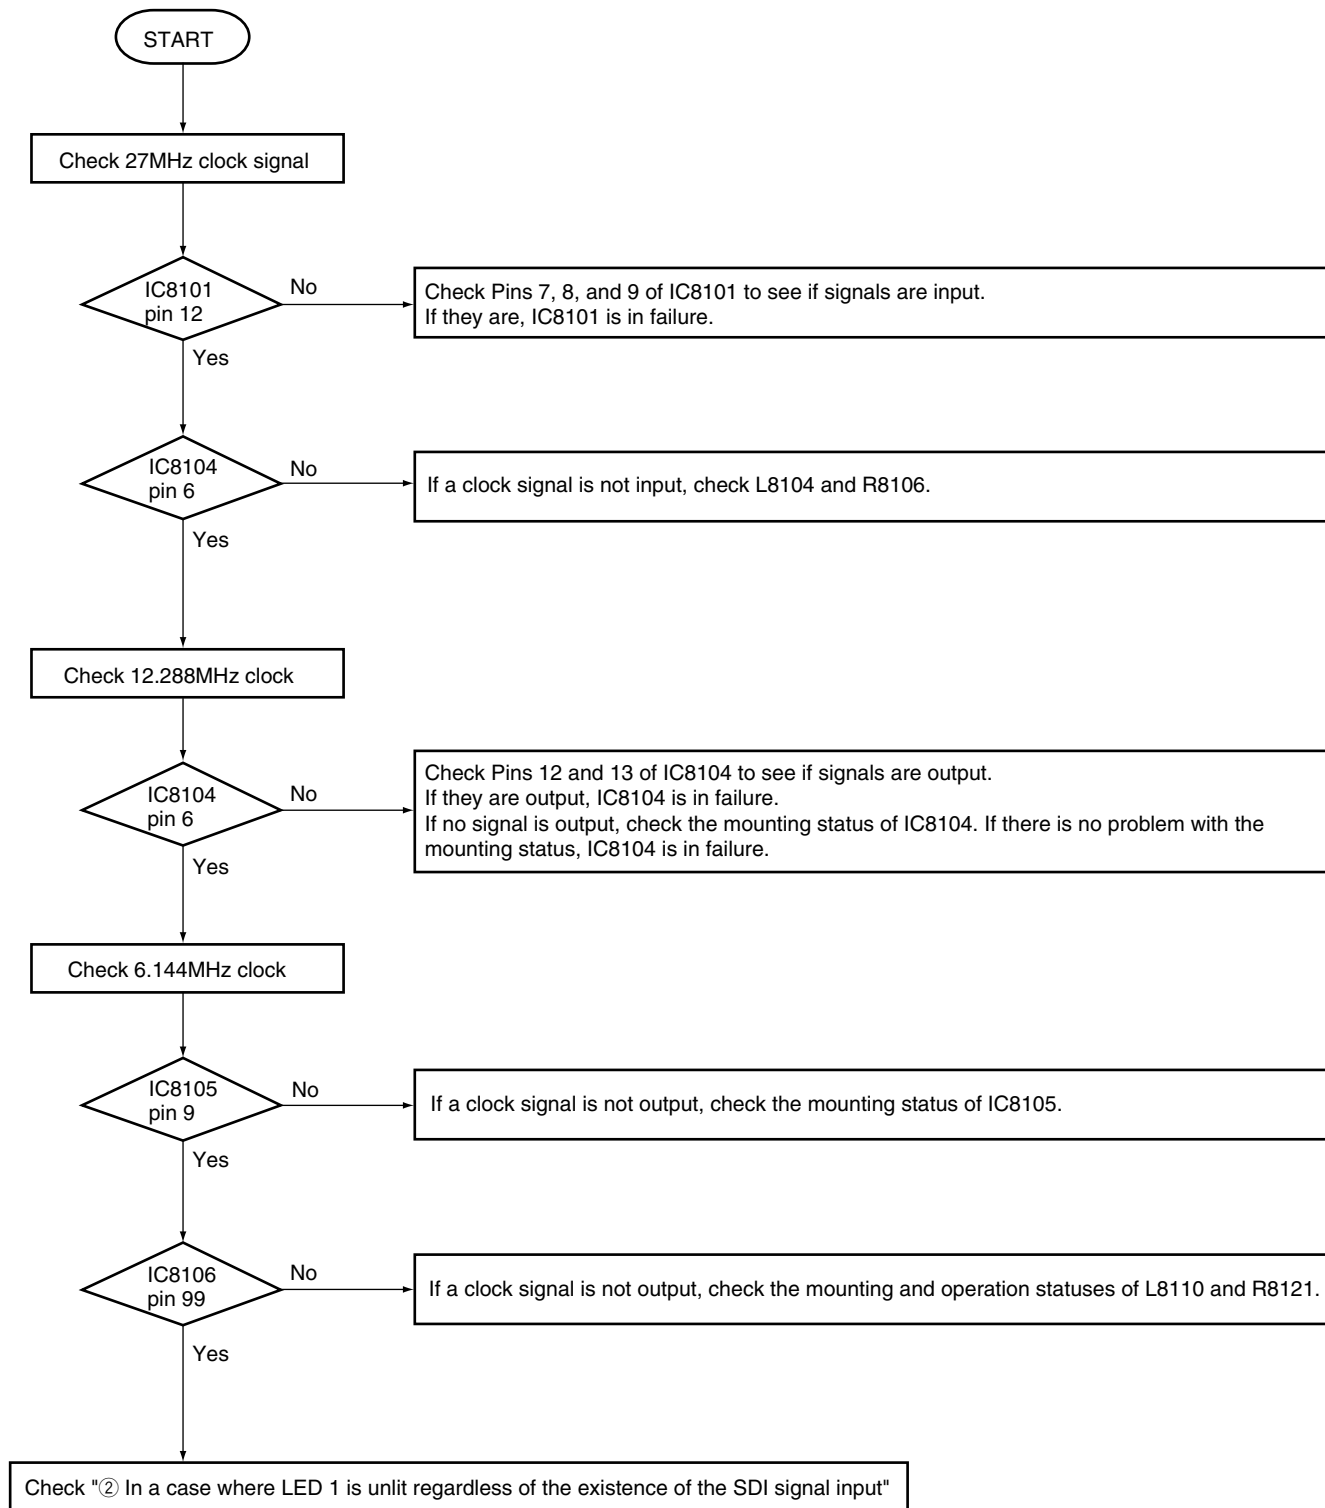 START
Check 27MHz clock signal
IC8101
pin 12
No
Check Pins 7, 8, and 9 of IC8101 to see if signals are input.
If they are, IC8101 is in failure.
Yes
IC8104
pin 6
No
If a clock signal is not input, check L8104 and R8106.
Yes
Check 12.288MHz clock
IC8104
pin 6
No
Check Pins 12 and 13 of IC8104 to see if signals are output.
If they are output, IC8104 is in failure.
If no signal is output, check the mounting status of IC8104. If there is no problem with the
mounting status, IC8104 is in failure.
Yes
Check 6.144MHz clock
IC8105
pin 9
No
If a clock signal is not output, check the mounting status of IC8105.
Yes
IC8106
pin 99
No
If a clock signal is not output, check the mounting and operation statuses of L8110 and R8121.
Yes
Check "② In a case where LED 1 is unlit regardless of the existence of the SDI signal input"